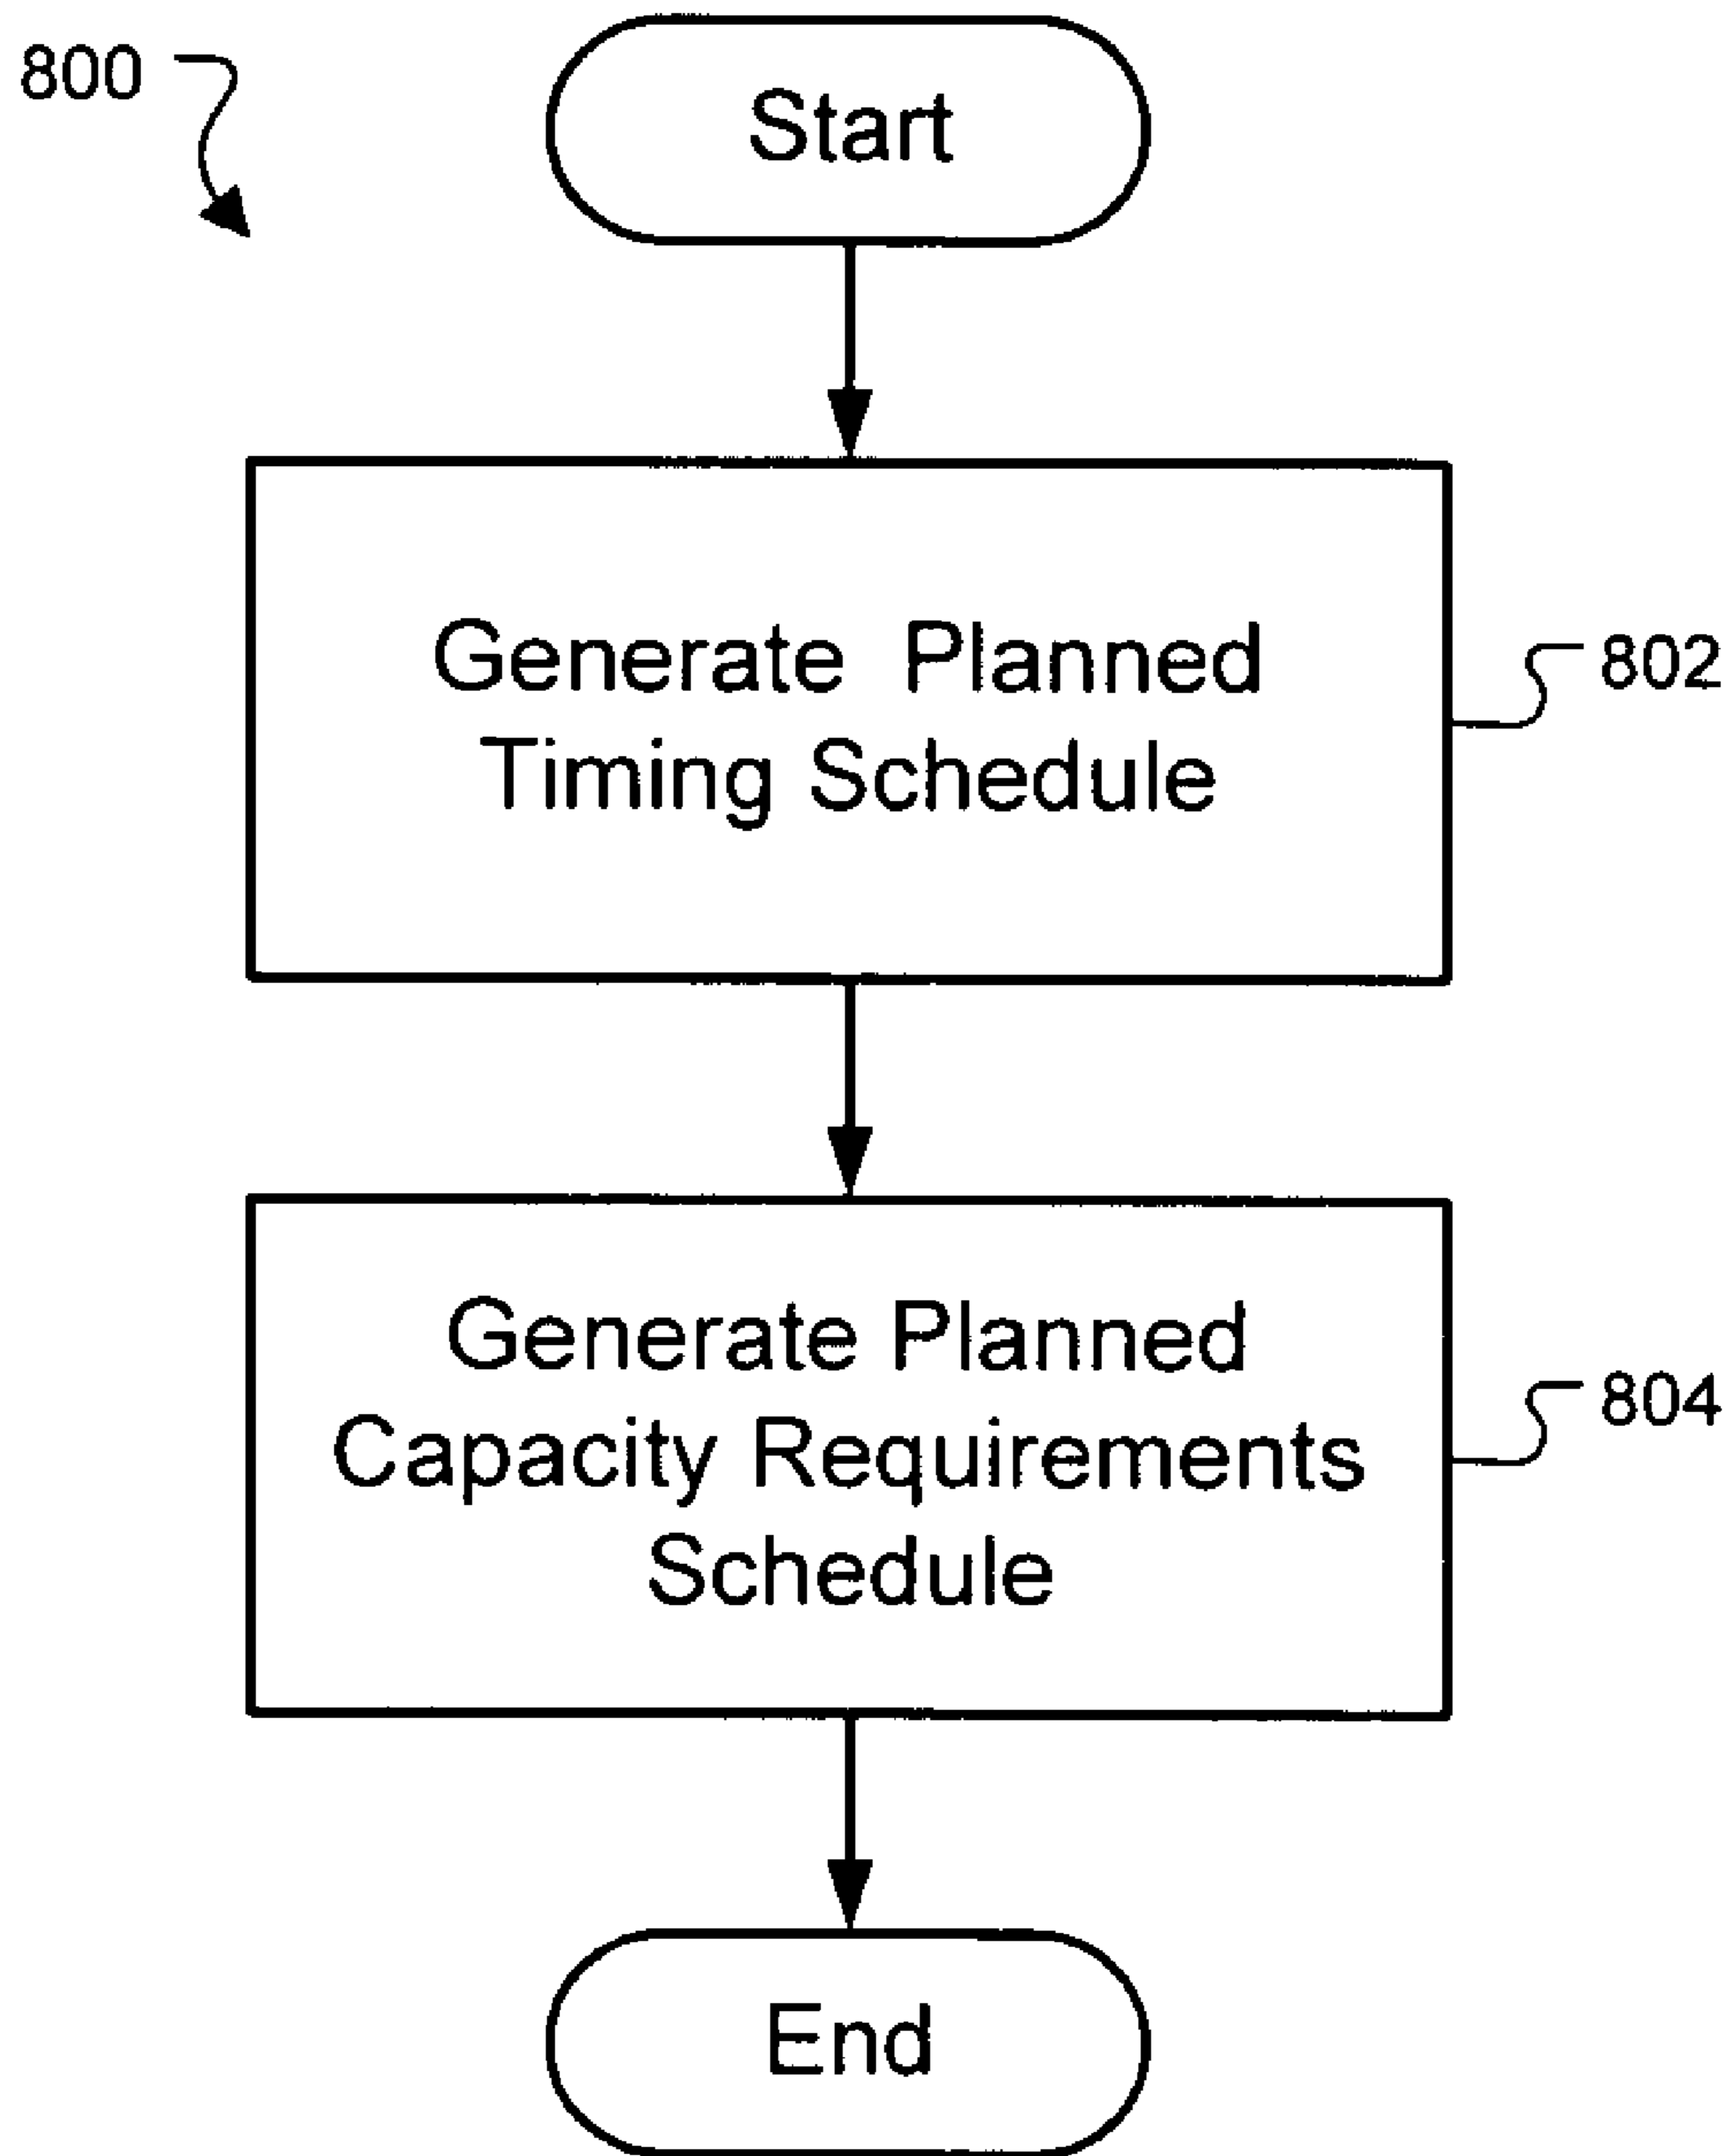 800
Start
Generate Planned
Timing Schedule
802
Generate Planned
Capacity Requirements
Schedule
804
End